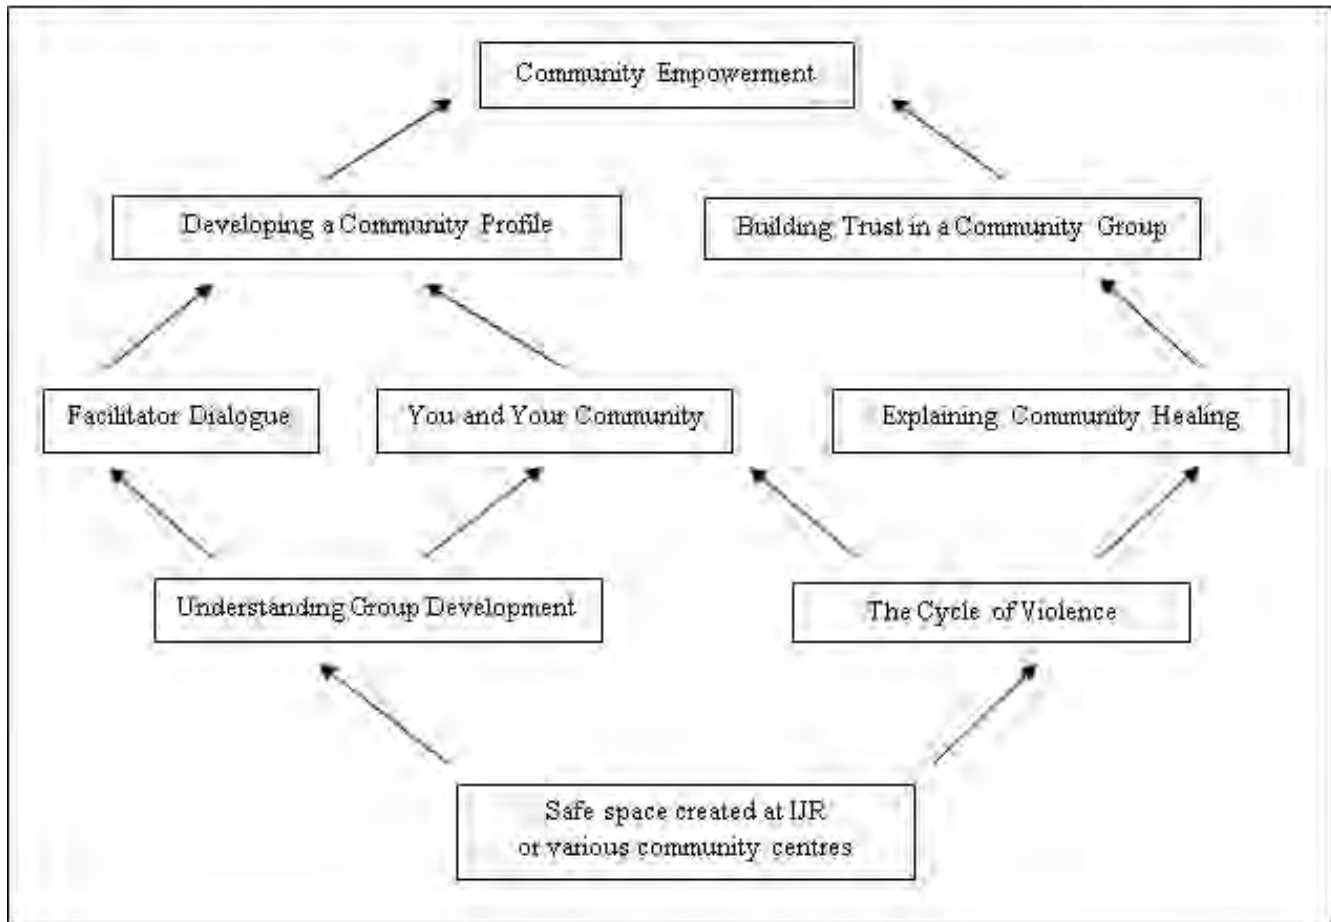 Community Empowerment
Developing a Community Profile
Building Trust in a Community Group
Facilitator Dialogue
You and Your Community
Explaining Community Healing
Understanding Group Development
The Cycle of Violence
Safe space created at IJR
or various community centres